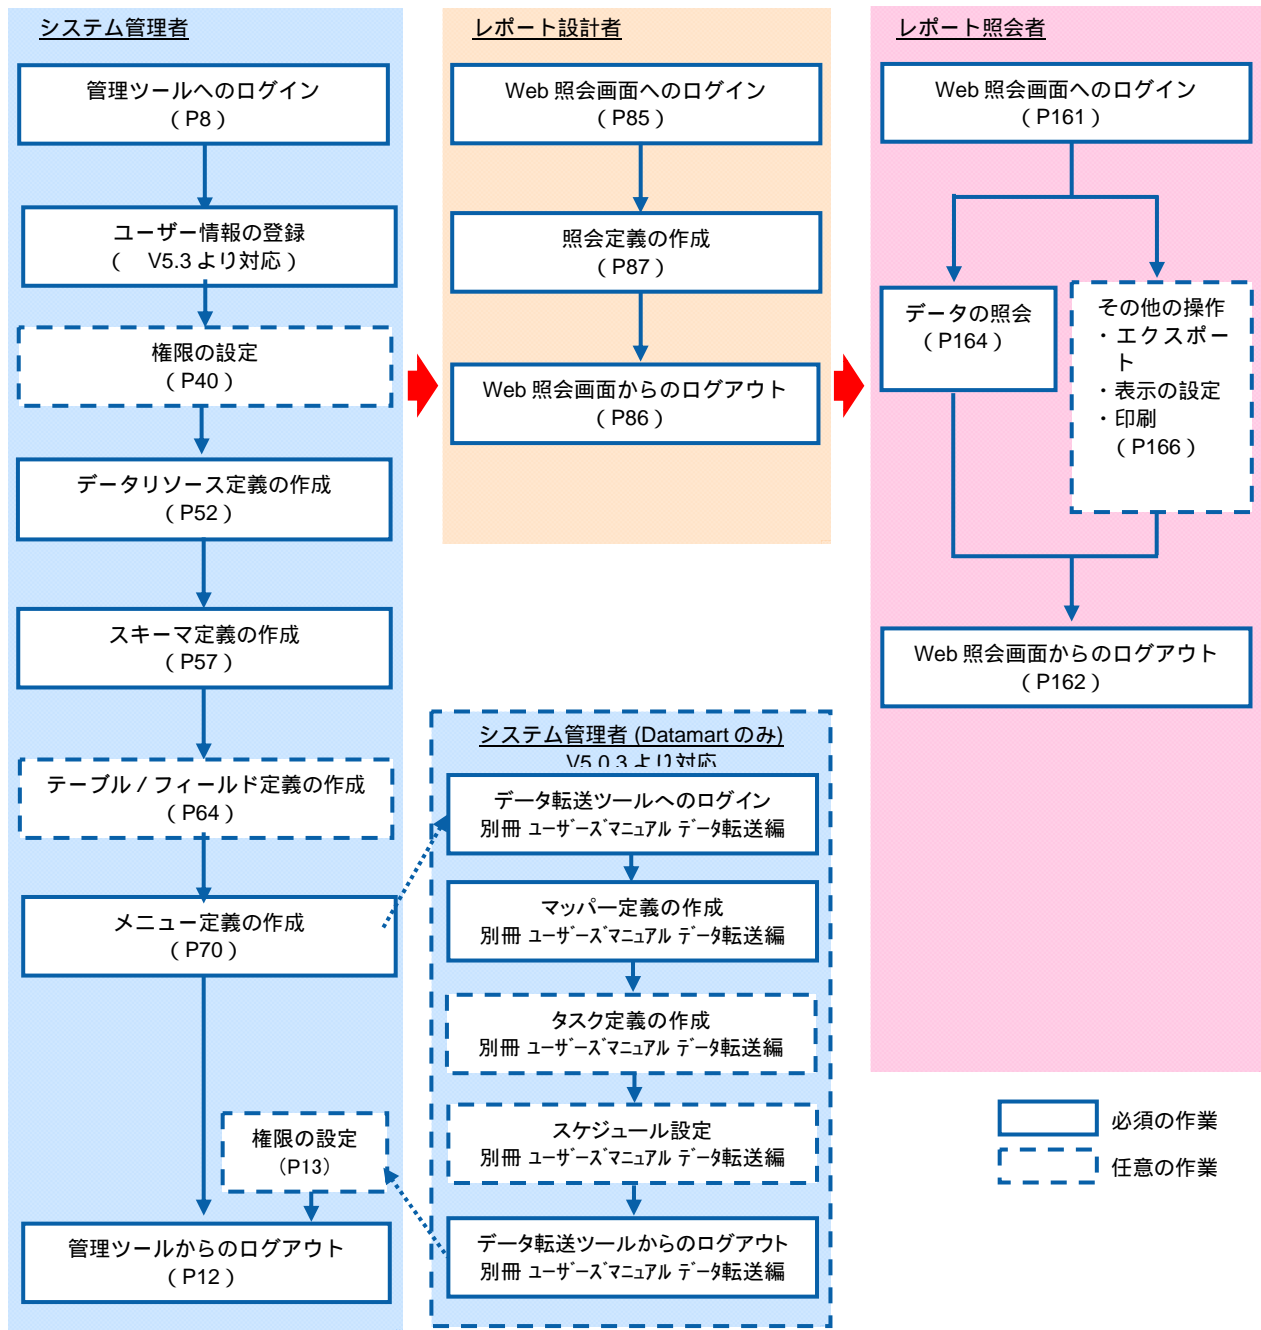 システム管理者
管理ツールへのログイン
（P8）
ユーザー情報の登録
（　V5.3 より対応）
権限の設定
（P40）
データリソース定義の作成
（P52）
スキーマ定義の作成
（P57）
テーブル / フィールド定義の作成
（P64）
メニュー定義の作成
（P70）
権限の設定
（P13）
管理ツールからのログアウト
（P12）
レポート設計者
Web 照会画面へのログイン
（P85）
照会定義の作成
（P87）
Web 照会画面からのログアウト
（P86）
システム管理者 (Datamart のみ)
V5.0.3 より対応
データ転送ツールへのログイン
別冊 ユーザーズマニュアル データ転送編
マッパー定義の作成
別冊 ユーザーズマニュアル データ転送編
タスク定義の作成
別冊 ユーザーズマニュアル データ転送編
スケジュール設定
別冊 ユーザーズマニュアル データ転送編
データ転送ツールからのログアウト
別冊 ユーザーズマニュアル データ転送編
レポート照会者
Web 照会画面へのログイン
（P161）
データの照会
（P164）
その他の操作
・エクスポー
ト
・表示の設定
・印刷
（P166）
Web 照会画面からのログアウト
（P162）
必須の作業
任意の作業